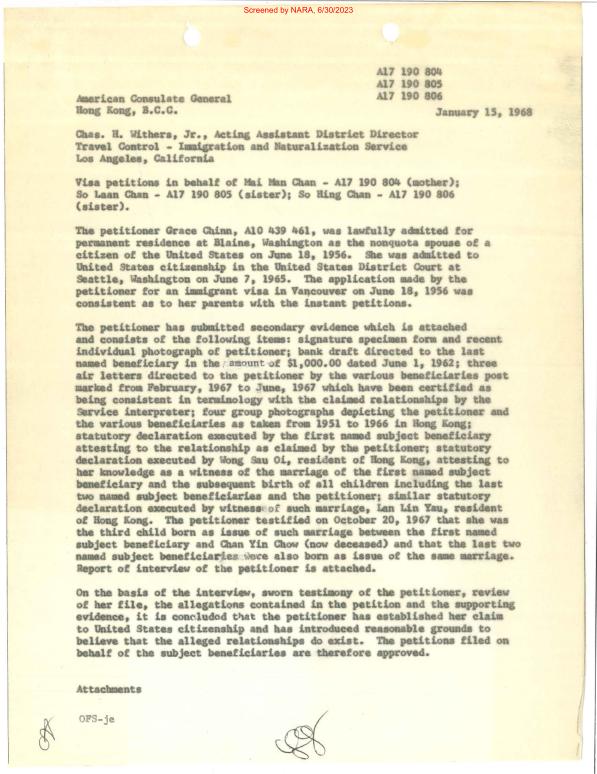 Screened by NARA, 6/30/2023
A17 190 804
A17 190 805
A17 190 806
American Consulate General
Hong Kong, B.C.C.
January 15, 1968
Chas. H. Withers, Jr., Acting Assistant District Director
Travel Control - Immigration and Naturalization Service
Los Angeles, California
Visa petitions in behalf of Mai Man Chan - A17 190 804 (mother);
So Laan Chan - A17 190 805 (sister); So Hing Chan - A17 190 806
(sister).
The petitioner Grace Chinn, A10 439 461, was lawfully admitted for
permanent residence at Blaine, Washington as the nonquota spouse of a
citizen of the United States on June 18, 1956. She was admitted to
United States citizenship in the United States District Court at
Seattle, Washington on June 7, 1965. The application made by the
petitioner for an immigrant visa in Vancouver on June 18, 1956 was
consistent as to her parents with the instant petitions.
The petitioner has submitted secondary evidence which is attached
and consists of the following items: signature specimen form and recent
individual photograph of petitioner; bank draft directed to the last
named beneficiary in the amount of $1,000.00 dated June 1, 1962; three
air letters directed to the petitioner by the various beneficiaries post
marked from February, 1967 to June, 1967 which have been certified as
being consistent in terminology with the claimed relationships by the
Service interpreter; four group photographs depicting the petitioner and
the various beneficiaries as taken from 1951 to 1966 in Hong Kong;
statutory declaration executed by the first named subject beneficiary
attesting to the relationship as claimed by the petitioner; statutory
declaration executed by Wong Sau Oi, resident of Hong Kong, attesting to
her knowledge as a witness of the marriage of the first named subject
beneficiary and the subsequent birth of all children including the last
two named subject beneficiaries and the petitioner; similar statutory
declaration executed by witness of such marriage, Lan Lin Yau, resident
of Hong Kong. The petitioner testified on October 20, 1967 that she was
the third child born as issue of such marriage between the first named
subject beneficiary and Chan Yin Chow (now deceased) and that the last two
named subject beneficiaries were also born as issue of the same marriage.
Report of interview of the petitioner is attached.
On the basis of the interview, sworn testimony of the petitioner, review
of her file, the allegations contained in the petition and the supporting
evidence, it is concluded that the petitioner has established her claim
to United States citizenship and has introduced reasonable grounds to
believe that the alleged relationships do exist. The petitions filed on
behalf of the subject beneficiaries are therefore approved.
Attachments
OFS-je